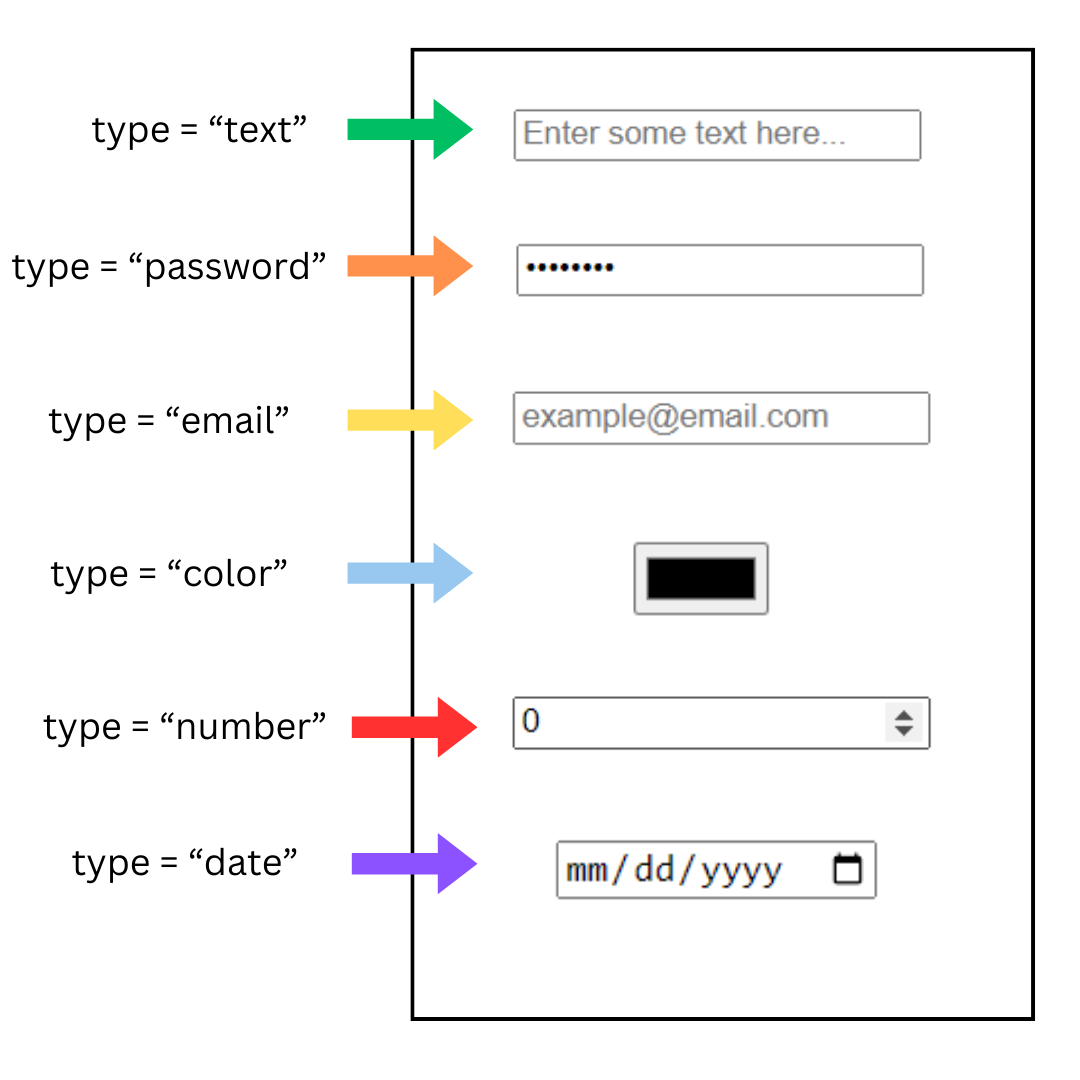 type = “text”
Enter some text here...
type = “password”
••••••••
type = “email”
example@email.com
type = “color”
type = “number”
0
type = “date”
mm/dd/yyyy